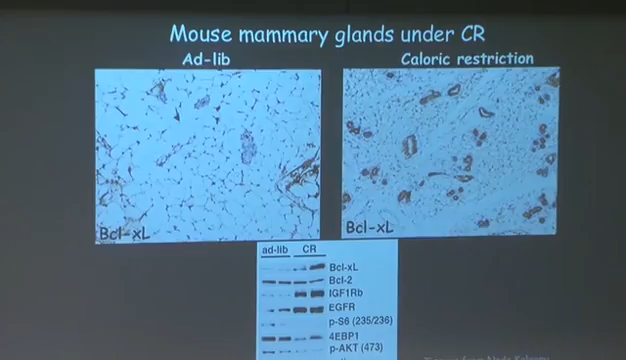 Mouse mammary glands under CR
Ad-lib
Caloric restriction
Bcl-xL
Bcl-xL
ad-lib CR
Bcl-xL
Bcl-2
IGF1Rb
EGFR
p-S6 (235/236)
4EBP1
p-AKT (473)